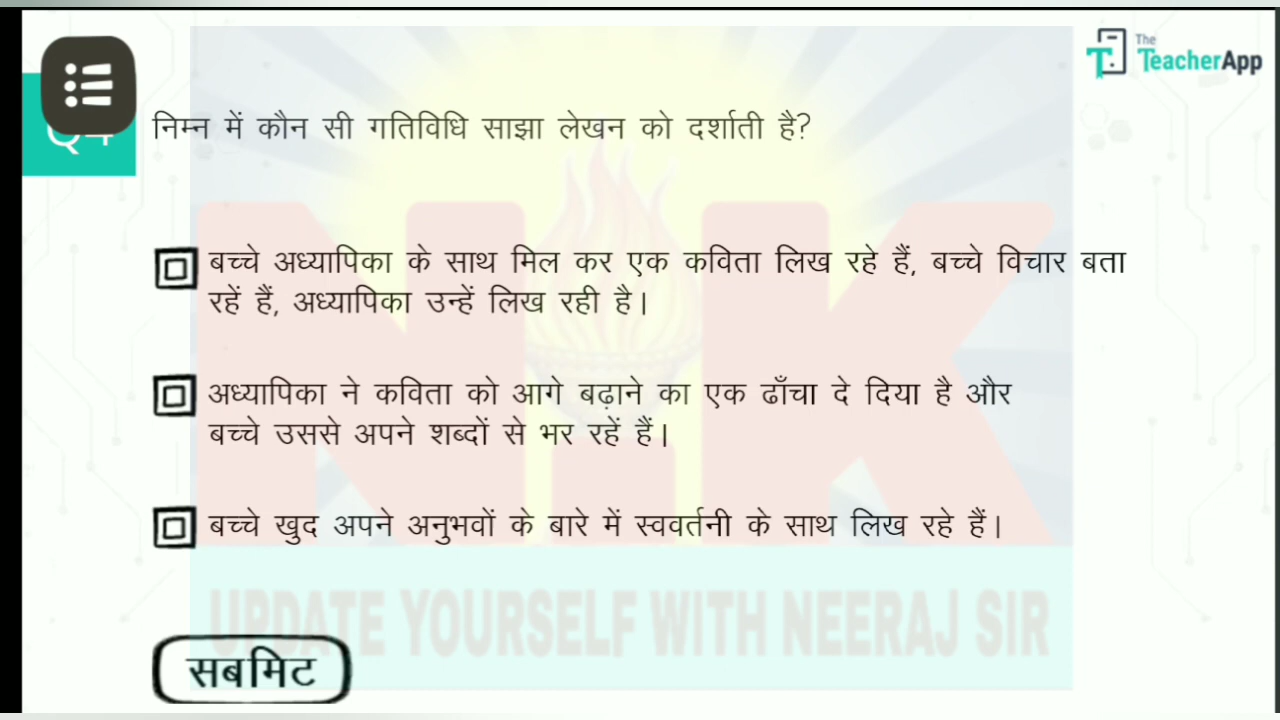 The
TeacherApp
Q4
निम्न में कौन सी गतिविधि साझा लेखन को दर्शाती है?
बच्चे अध्यापिका के साथ मिल कर एक कविता लिख रहे हैं, बच्चे विचार बता
रहें हैं, अध्यापिका उन्हें लिख रही है।
अध्यापिका ने कविता को आगे बढ़ाने का एक ढाँचा दे दिया है और
बच्चे उससे अपने शब्दों से भर रहें हैं।
बच्चे खुद अपने अनुभवों के बारे में स्ववर्तनी के साथ लिख रहे हैं।
N.K
UPDATE YOURSELF WITH NEERAJ SIR
सबमिट